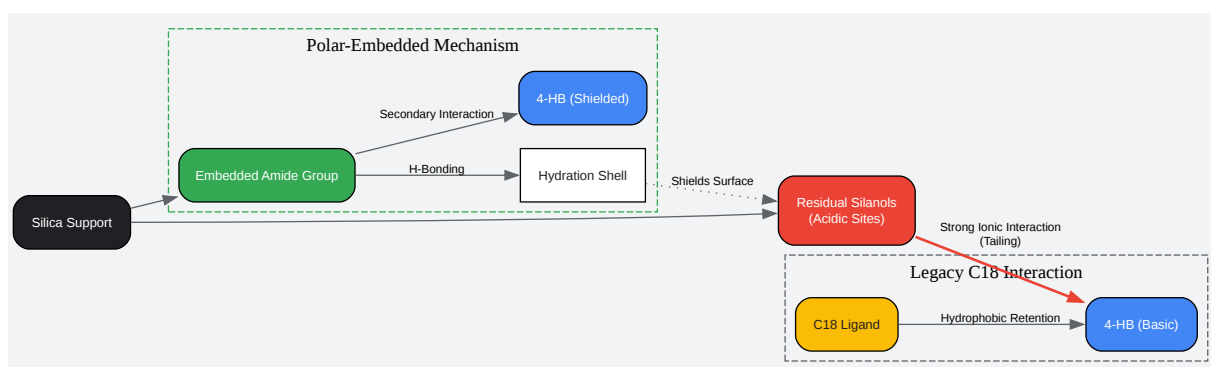 Polar-Embedded Mechanism
4-HB (Shielded)
Secondary Interaction
Embedded Amide Group
H-Bonding
Hydration Shell
Shields Surface
Silica Support
Residual Silanols
(Acidic Sites)
Strong Ionic Interaction
(Tailing)
Legacy C18 Interaction
C18 Ligand
Hydrophobic Retention
4-HB (Basic)